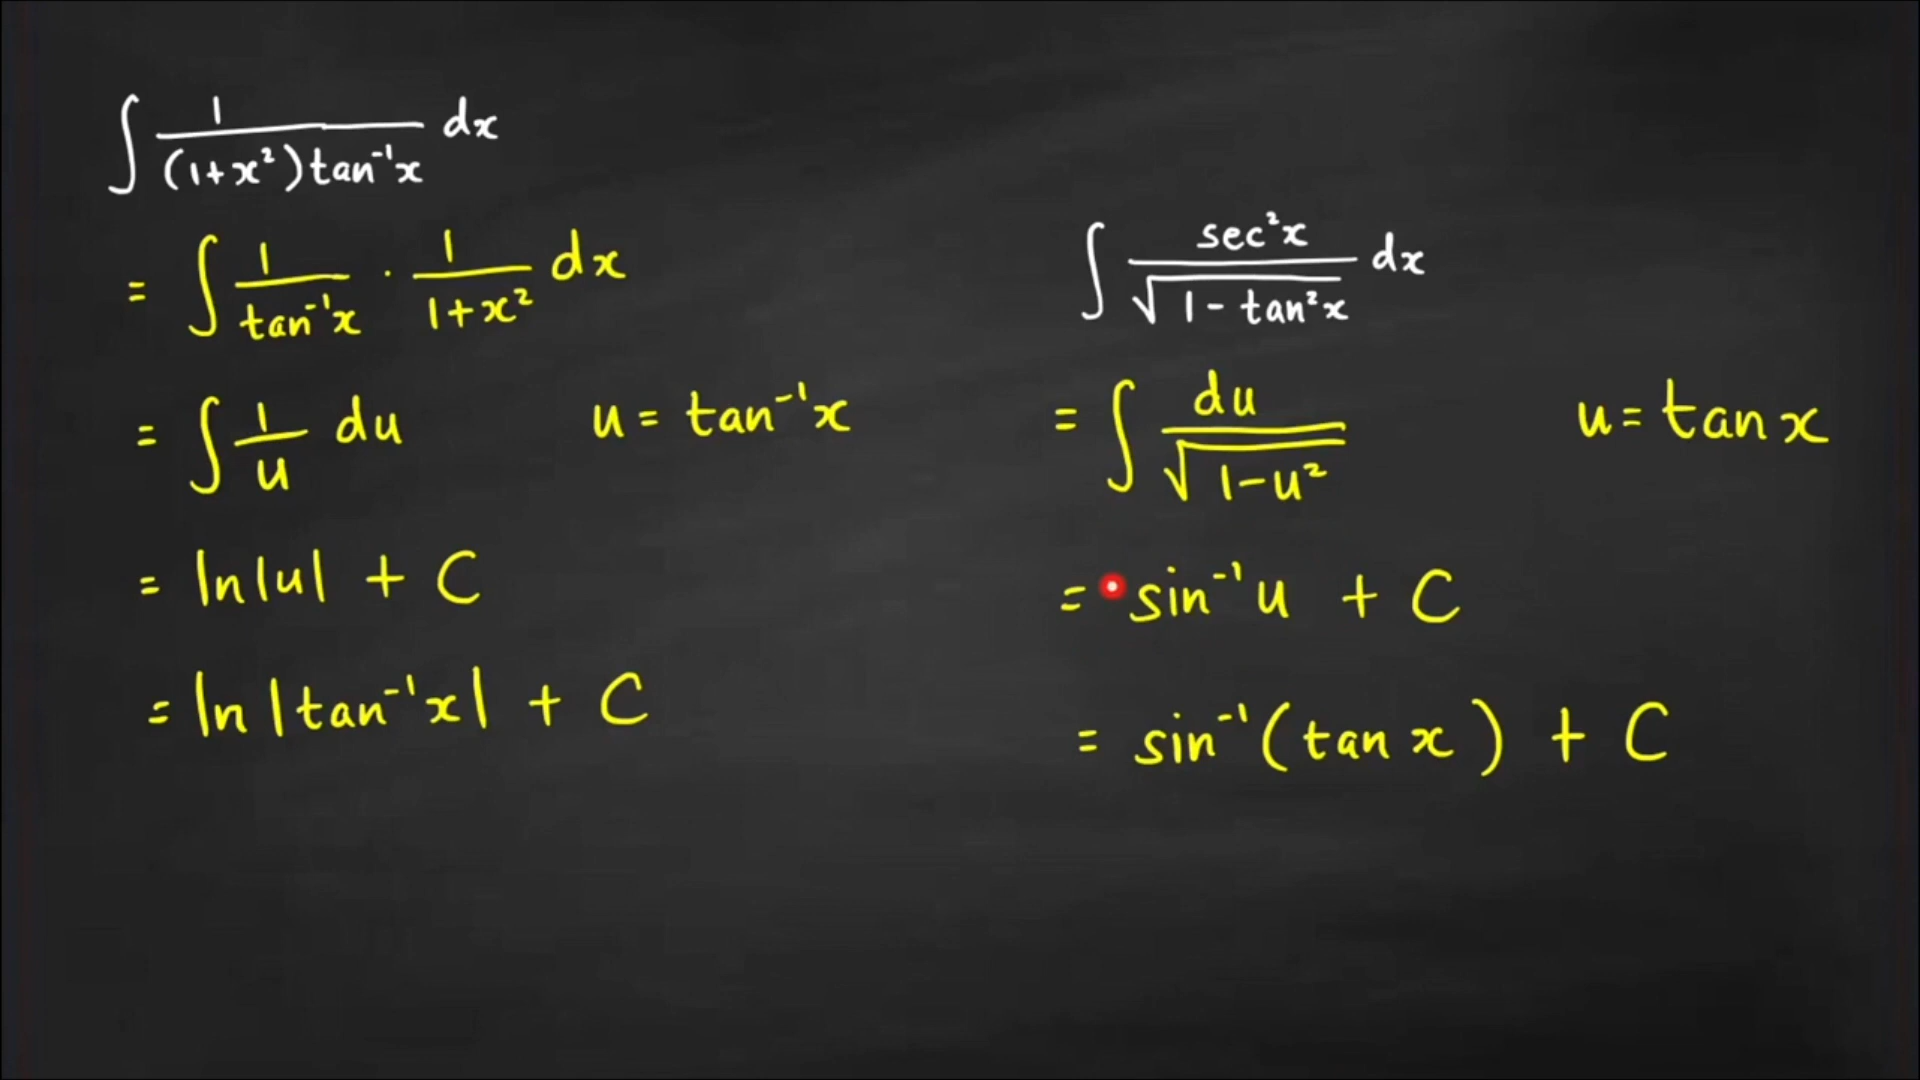 ∫ 1/((1+x²)tan⁻¹x) dx
= ∫ 1/(tan⁻¹x) · 1/(1+x²) dx
= ∫ 1/u du    u = tan⁻¹x
= ln|u| + C
= ln|tan⁻¹x| + C
∫ sec²x/√(1 - tan²x) dx
= ∫ du/√(1-u²)    u = tan x
= sin⁻¹u + C
= sin⁻¹(tan x) + C